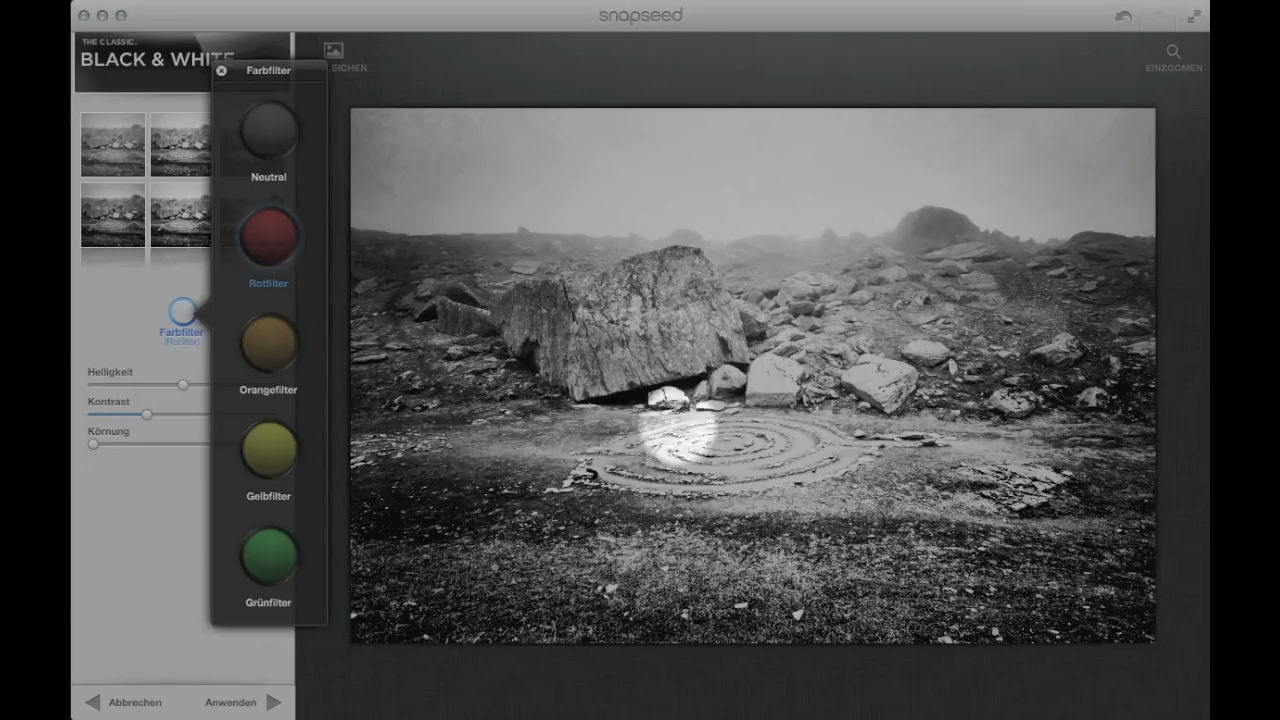 snapseed
THE CLASSIC.
BLACK & WHITE
EICHEN
EINZOOMEN
Farbfilter
Neutral
Rotfilter
Orangefilter
Gelbfilter
Grünfilter
Farbfilter
(Rotfilter)
Helligkeit
Kontrast
Körnung
Abbrechen
Anwenden